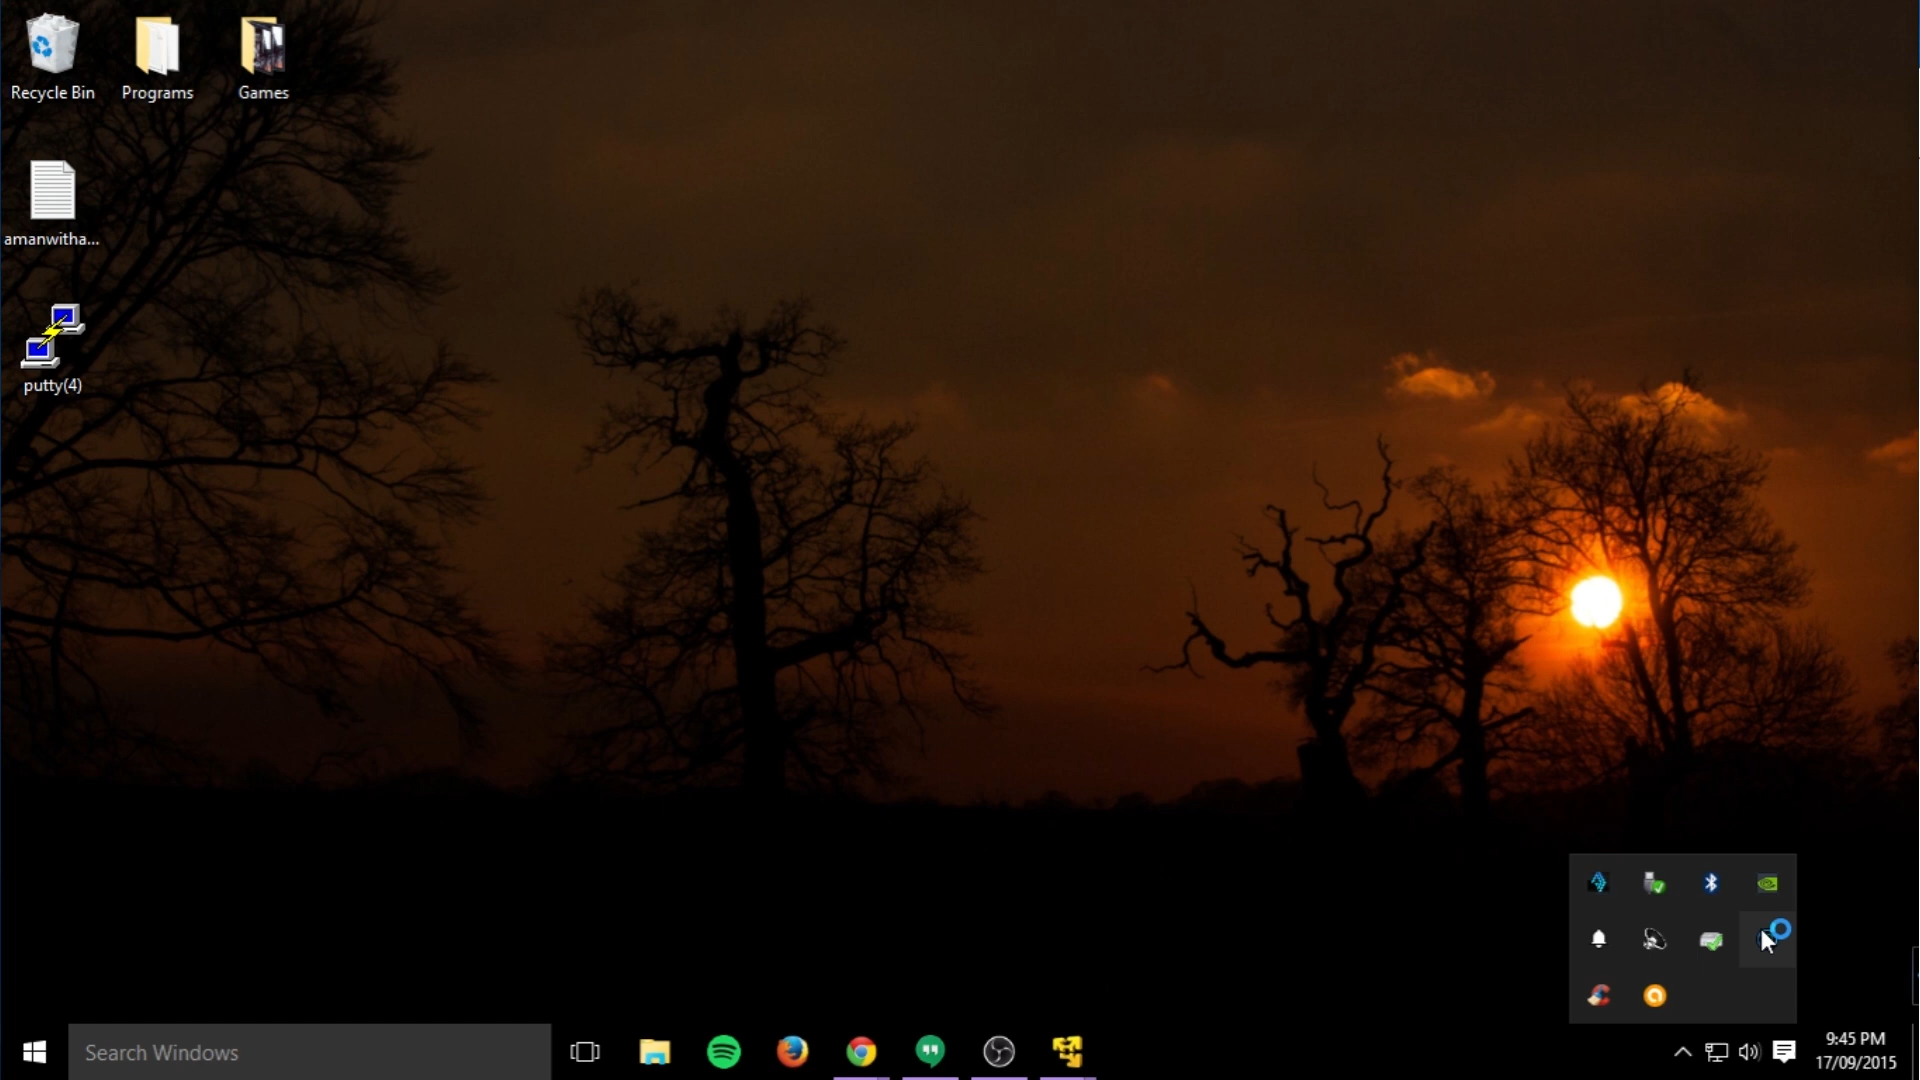 Recycle Bin
Programs
Games
amanwitha...
putty(4)
Search Windows
9:45 PM
17/09/2015